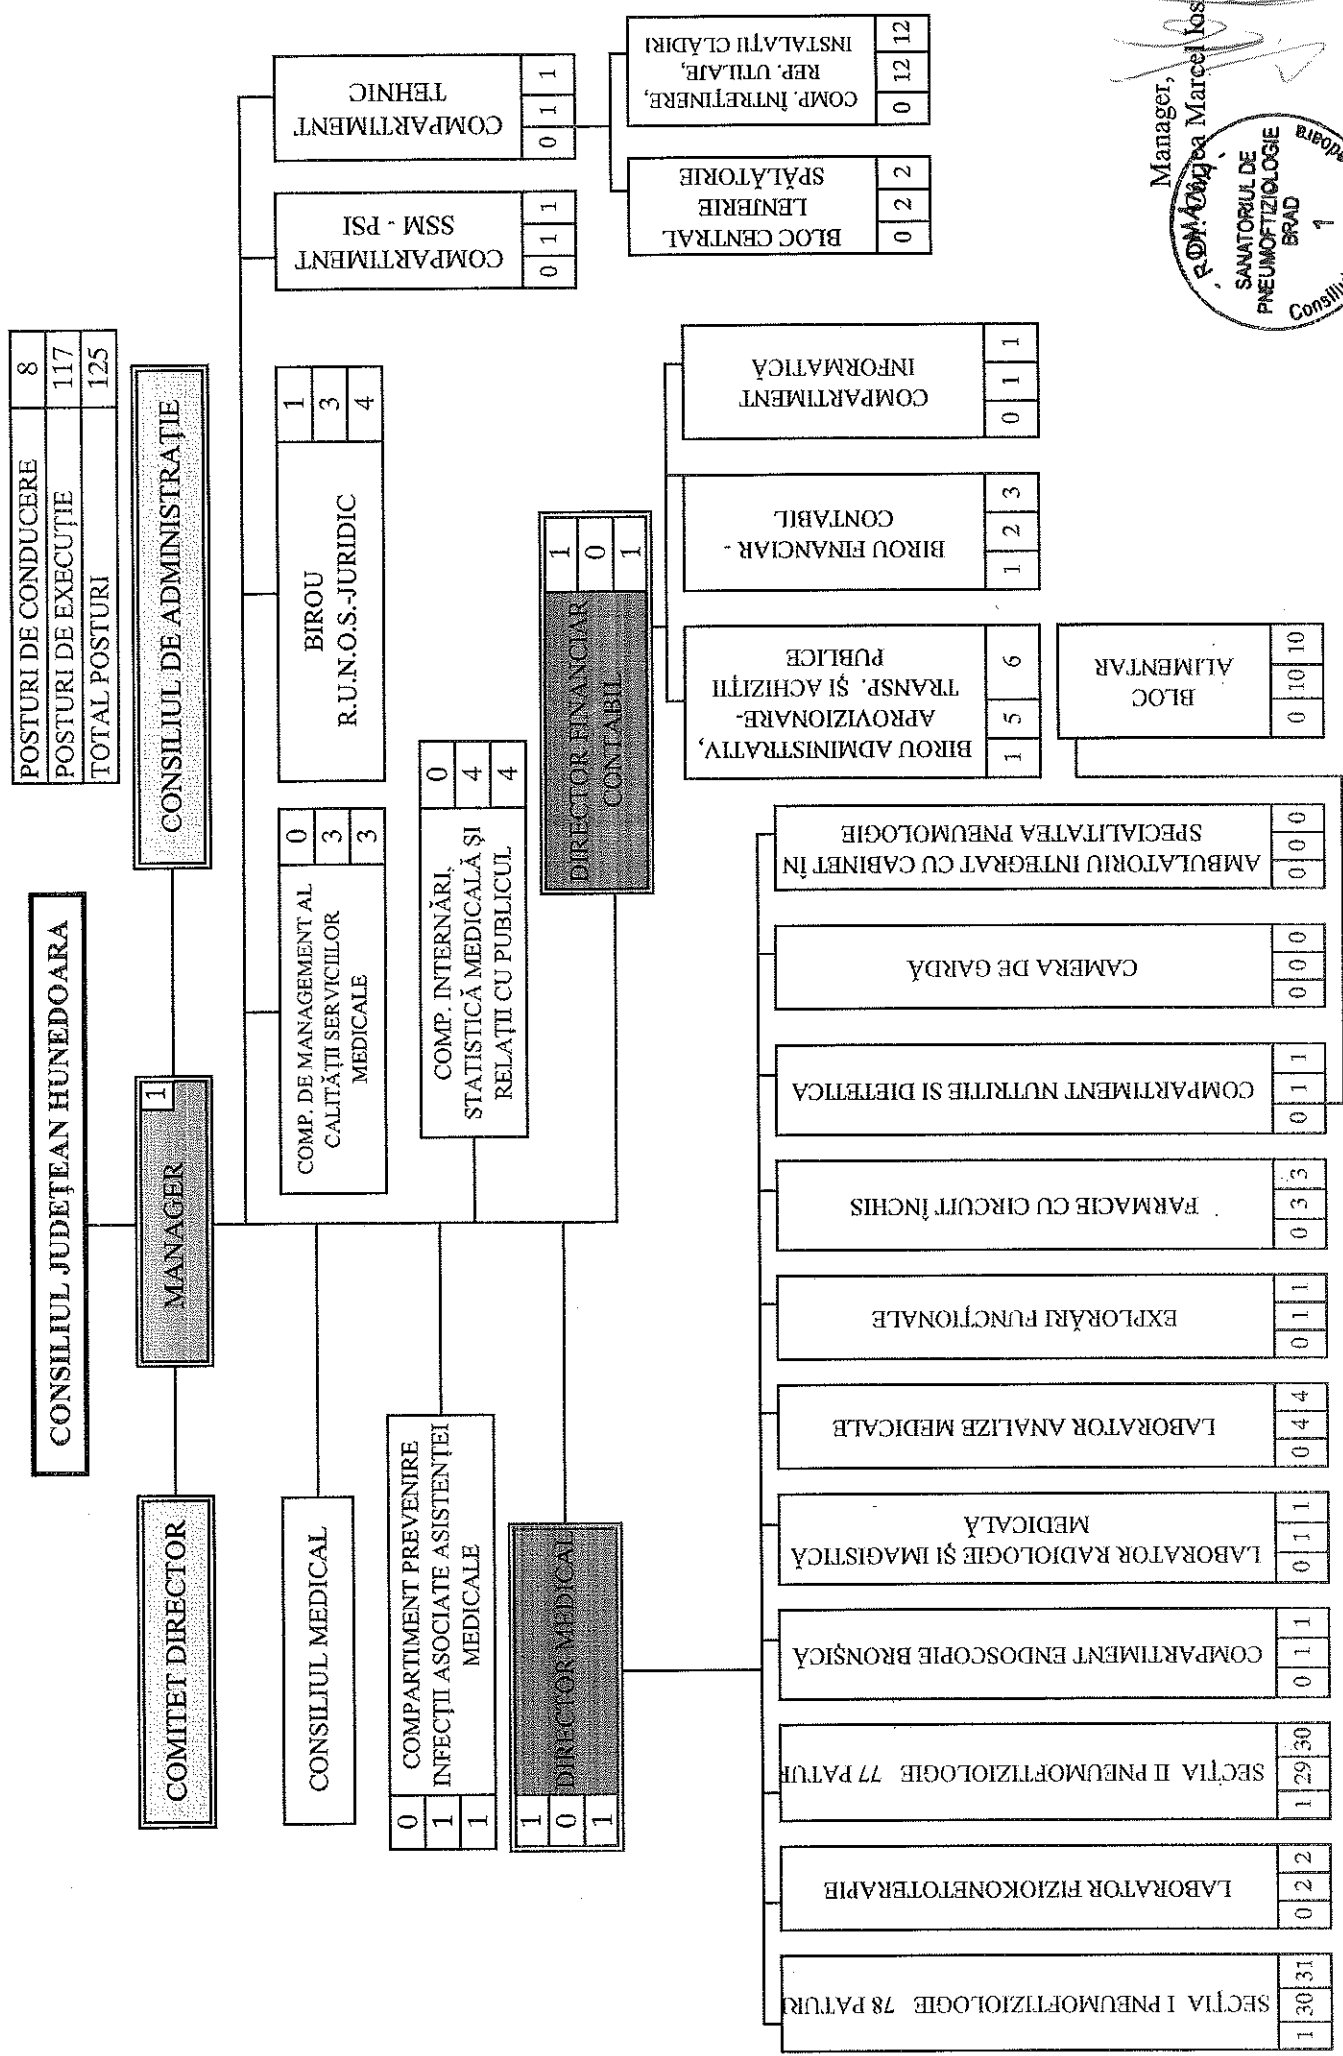 POSTURI DE CONDUCERE 8
POSTURI DE EXECUȚIE 117
TOTAL POSTURI 125
CONSILIUL JUDEȚEAN HUNEDOARA
COMITET DIRECTOR
MANAGER 1
CONSILIUL DE ADMINISTRAȚIE
CONSILIUL MEDICAL
COMP. DE MANAGEMENT AL
CALITĂȚII SERVICIILOR
MEDICALE
0
3
3
BIROU
R.U.N.O.S.-JURIDIC
1
3
4
COMPARTIMENT
SSM - PSI
0 1 1
COMPARTIMENT
TEHNIC
0 1 1
BLOC CENTRAL
LENJERIE
SPĂLĂTORIE
0 2 2
COMP. ÎNTREȚINERE,
REP. UTILAJE,
INSTALAȚII CLĂDIRI
0 12 12
0
1
1
COMPARTIMENT PREVENIRE
INFECȚII ASOCIATE ASISTENȚEI
MEDICALE
COMP. INTERNĂRI,
STATISTICĂ MEDICALĂ ȘI
RELAȚII CU PUBLICUL
0
4
4
1
0
1
DIRECTOR MEDICAL
DIRECTOR FINANCIAR
CONTABIL
1
0
1
BIROU ADMINISTRATIV,
APROVIZIONARE-
TRANSP. ȘI ACHIZIȚII
PUBLICE
1 5 6
BIROU FINANCIAR -
CONTABIL
1 2 3
COMPARTIMENT
INFORMATICĂ
0 1 1
SECȚIA I PNEUMOFTIZIOLOGIE 78 PATURI
1 30 31
LABORATOR FIZIOKONETOTERAPIE
0 2 2
SECȚIA II PNEUMOFTIZIOLOGIE 77 PATURI
1 29 30
COMPARTIMENT ENDOSCOPIE BRONȘICĂ
0 1 1
LABORATOR RADIOLOGIE ȘI IMAGISTICĂ
MEDICALĂ
0 1 1
LABORATOR ANALIZE MEDICALE
0 4 4
EXPLORĂRI FUNCȚIONALE
0 1 1
FARMACIE CU CIRCUIT ÎNCHIS
0 3 3
COMPARTIMENT NUTRITIE SI DIETETICA
0 1 1
CAMERA DE GARDĂ
0 0 0
AMBULATORIU INTEGRAT CU CABINET ÎN
SPECIALITATEA PNEUMOLOGIE
0 0 0
BLOC
ALIMENTAR
0 10 10
Manager,
Marcel
SANATORIUL DE
PNEUMOFTIZIOLOGIE
BRAD
1